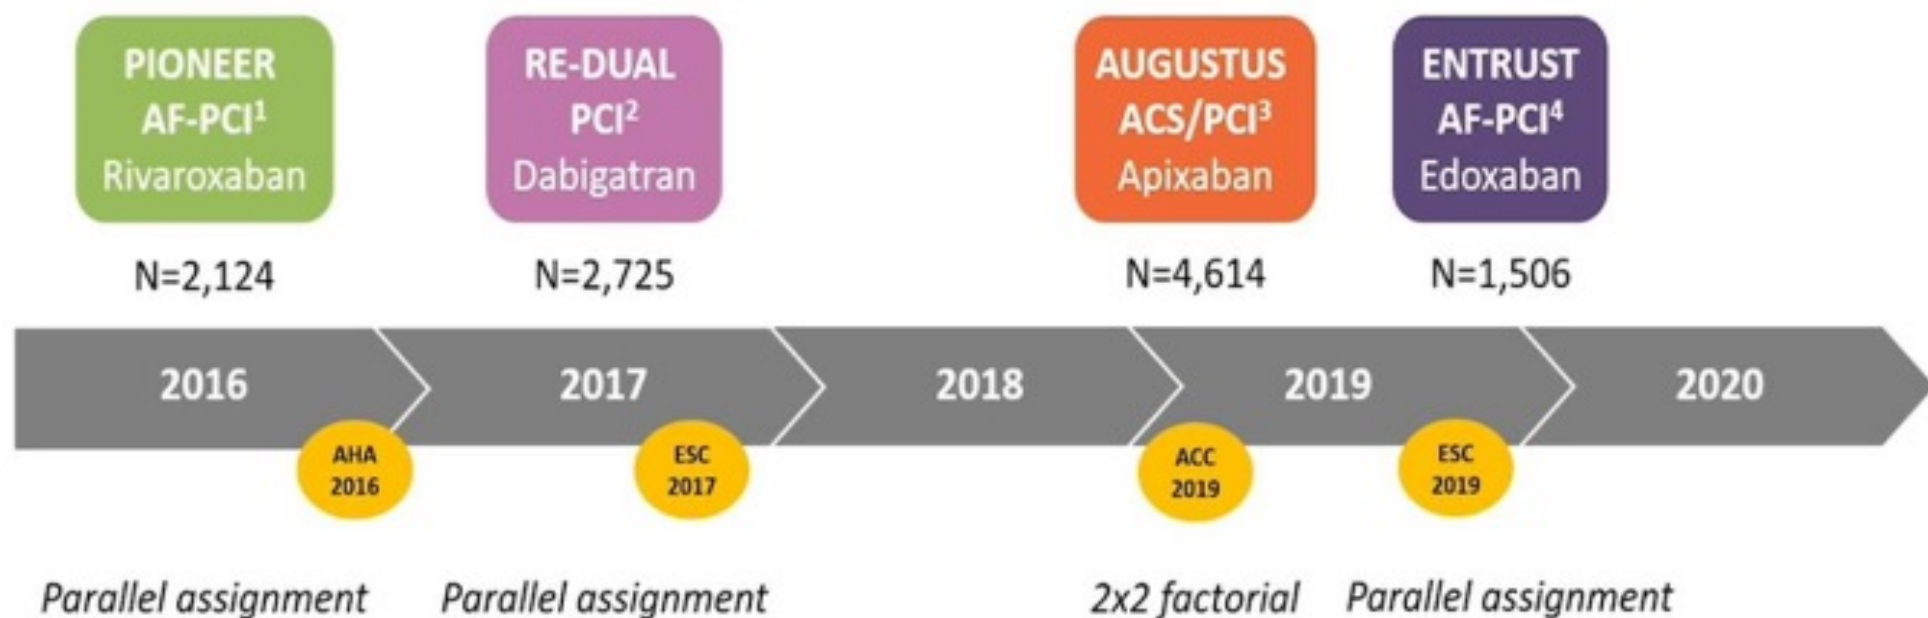 PIONEER
AF-PCI¹
Rivaroxaban
RE-DUAL
PCI²
Dabigatran
AUGUSTUS
ACS/PCI³
Apixaban
ENTRUST
AF-PCI⁴
Edoxaban
N=2,124
N=2,725
N=4,614
N=1,506
2016
2017
2018
2019
2020
AHA
2016
ESC
2017
ACC
2019
ESC
2019
Parallel assignment
Parallel assignment
2x2 factorial
Parallel assignment